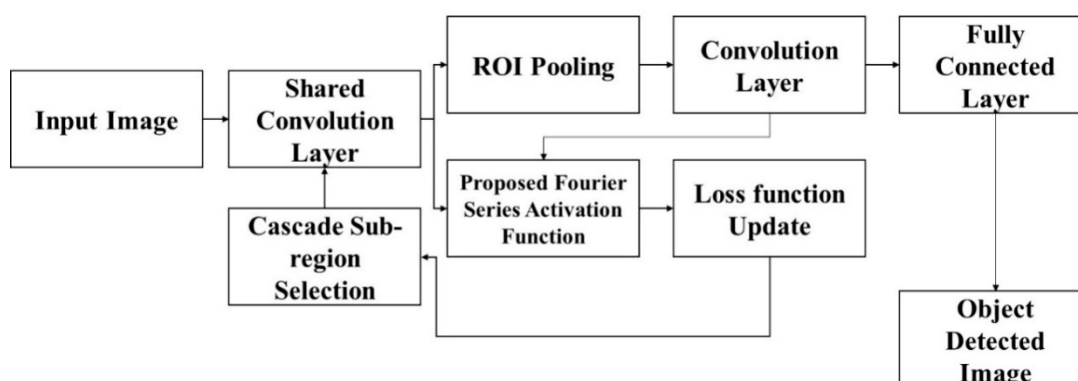 Input Image
Shared
Convolution
Layer
ROI Pooling
Convolution
Layer
Fully
Connected
Layer
Proposed Fourier
Series Activation
Function
Loss function
Update
Cascade Sub-
region
Selection
Object
Detected
Image